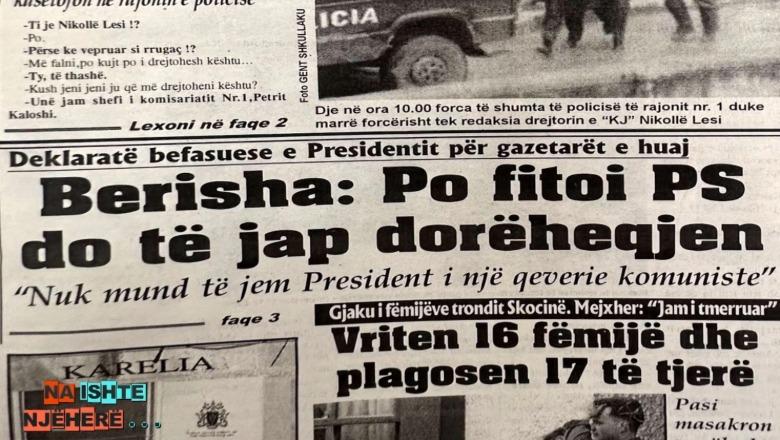 -Ti je Nikollë Lesi !?
-Po.
-Përse ke vepruar si rrugaç !?
-Më falni,po kujt po i drejtohesh kështu...
-Ty, të thashë.
-Kush jeni jeni ju që më drejtoheni kështu?
-Unë jam shefi i komisariatit Nr.1,Petrit
Kaloshi.
Lexoni në faqe 2
Foto GENT SHKULLAKU
LICIA
Dje në ora 10.00 forca të shumta të policisë të rajonit nr. 1 duke
marrë forcërisht tek redaksia drejtorin e "KJ" Nikollë Lesi
Deklaratë befasuese e Presidentit për gazetarët e huaj
Berisha: Po fitoi PS
do të jap dorëheqjen
"Nuk mund të jem President i një qeverie komuniste"
faqe 3
Gjaku i fëmijëve trondit Skocinë. Mejxher: "Jam i tmerruar"
Vriten 16 fëmijë dhe
plagosen 17 të tjerë
KARELIA
NA ISHTE
NJËHERË...
Pasi
masakron